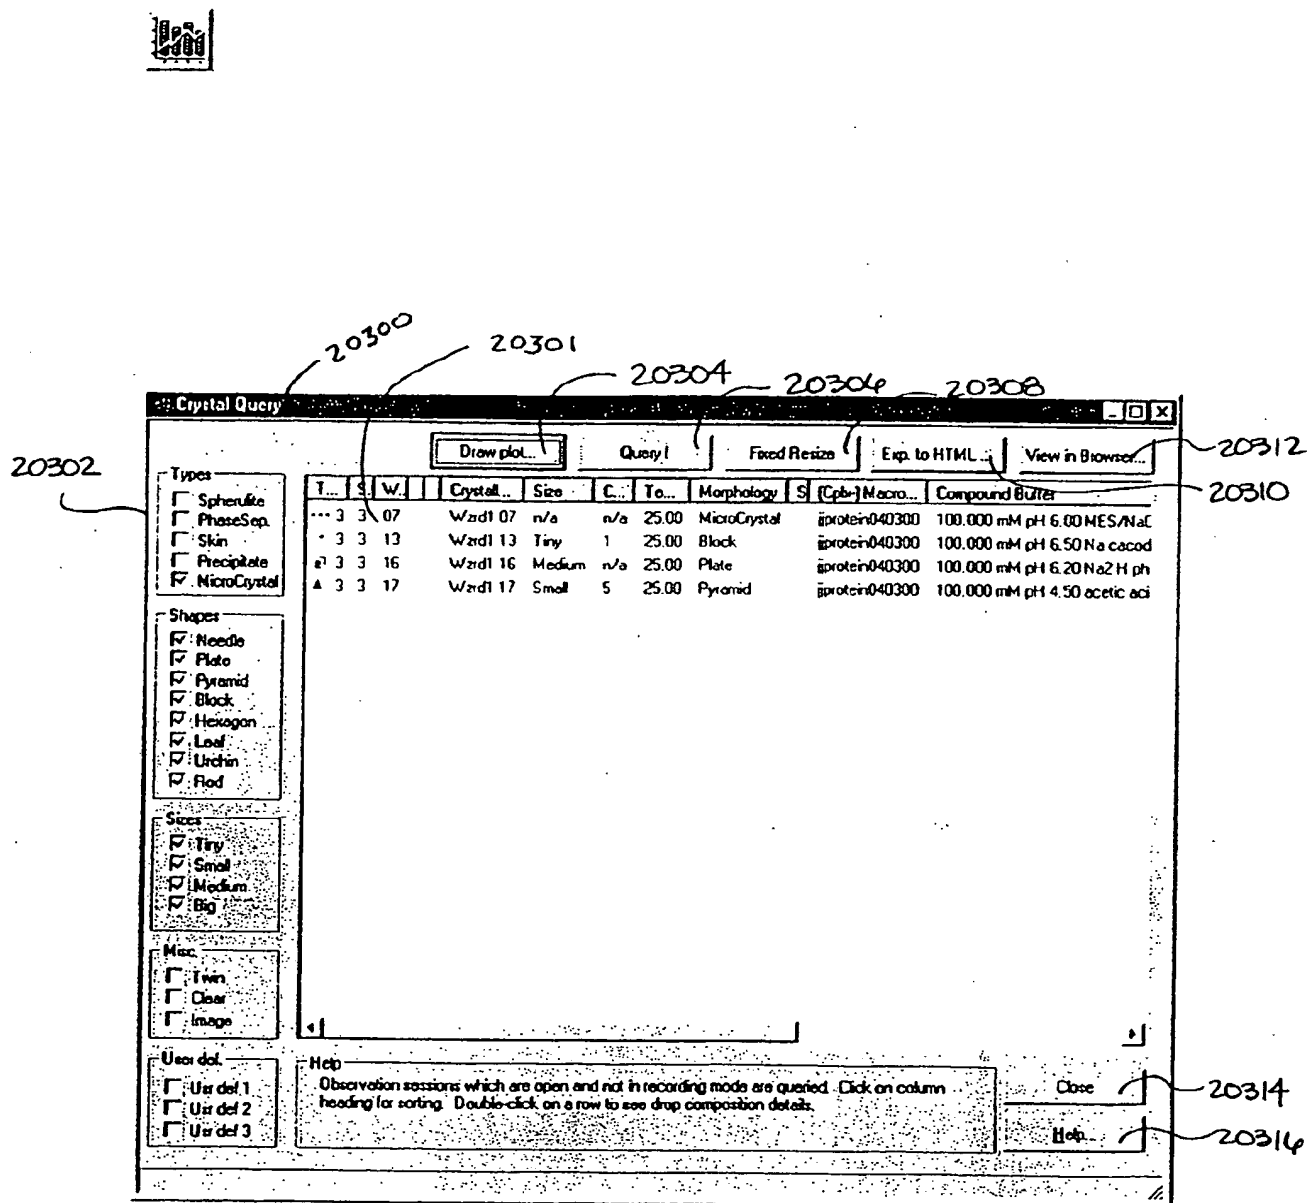 20300
20301
20304
20306
20308
Crystal Query
20302
Draw plot...
Query !
Fixed Resize
Exp. to HTML...
View in Browser...
20312
20310
Types
Spherulite
PhaseSep.
Skin
Precipitate
MicroCrystal
T... S W. Crystall... Size C... Te... Morphology S [Cpbr-] Macro... Compound Buffer
3 3 07 Wzrd1 07 n/a n/a 25.00 MicroCrystal jjprotein040300 100.000 mM pH 6.00 MES/NaC
3 3 13 Wzrd1 13 Tiny 1 25.00 Block jjprotein040300 100.000 mM pH 6.50 Na cacod
3 3 16 Wzrd1 16 Medium n/a 25.00 Plate jjprotein040300 100.000 mM pH 6.20 Na2 H ph
3 3 17 Wzrd1 17 Small 5 25.00 Pyramid jjprotein040300 100.000 mM pH 4.50 acetic aci
Shapes
Needle
Plate
Pyramid
Block
Hexagon
Leaf
Urchin
Rod
Sizes
Tiny
Small
Medium
Big
Misc.
Twin
Clear
Image
User def.
Usr def 1
Usr def 2
Usr def 3
Help
Observation sessions which are open and not in recording mode are queried. Click on column
heading for sorting. Double-click on a row to see drop composition details.
Close
20314
Help...
20316